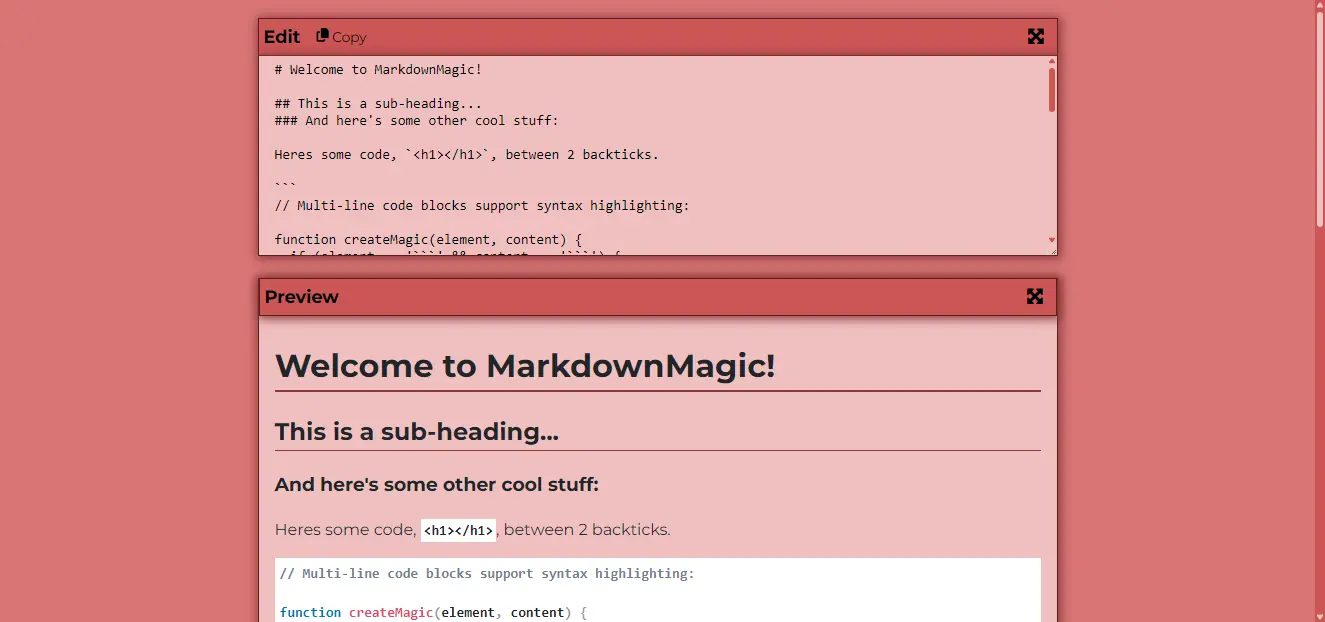 Edit Copy
# Welcome to MarkdownMagic!
## This is a sub-heading...
### And here's some other cool stuff:
Heres some code, `<h1></h1>`, between 2 backticks.
```
// Multi-line code blocks support syntax highlighting:
function createMagic(element, content) {
Preview
Welcome to MarkdownMagic!
This is a sub-heading...
And here's some other cool stuff:
Heres some code, <h1></h1>, between 2 backticks.
// Multi-line code blocks support syntax highlighting:
function createMagic(element, content) {